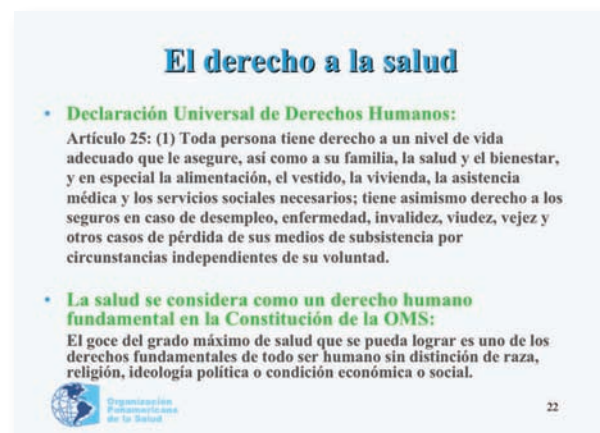 El derecho a la salud
• Declaración Universal de Derechos Humanos:
Artículo 25: (1) Toda persona tiene derecho a un nivel de vida
adecuado que le asegure, así como a su familia, la salud y el bienestar,
y en especial la alimentación, el vestido, la vivienda, la asistencia
médica y los servicios sociales necesarios; tiene asimismo derecho a los
seguros en caso de desempleo, enfermedad, invalidez, viudez, vejez y
otros casos de pérdida de sus medios de subsistencia por
circunstancias independientes de su voluntad.
• La salud se considera como un derecho humano
fundamental en la Constitución de la OMS:
El goce del grado máximo de salud que se pueda lograr es uno de los
derechos fundamentales de todo ser humano sin distinción de raza,
religión, ideología política o condición económica o social.
Organización
Panamericana
de la Salud
22